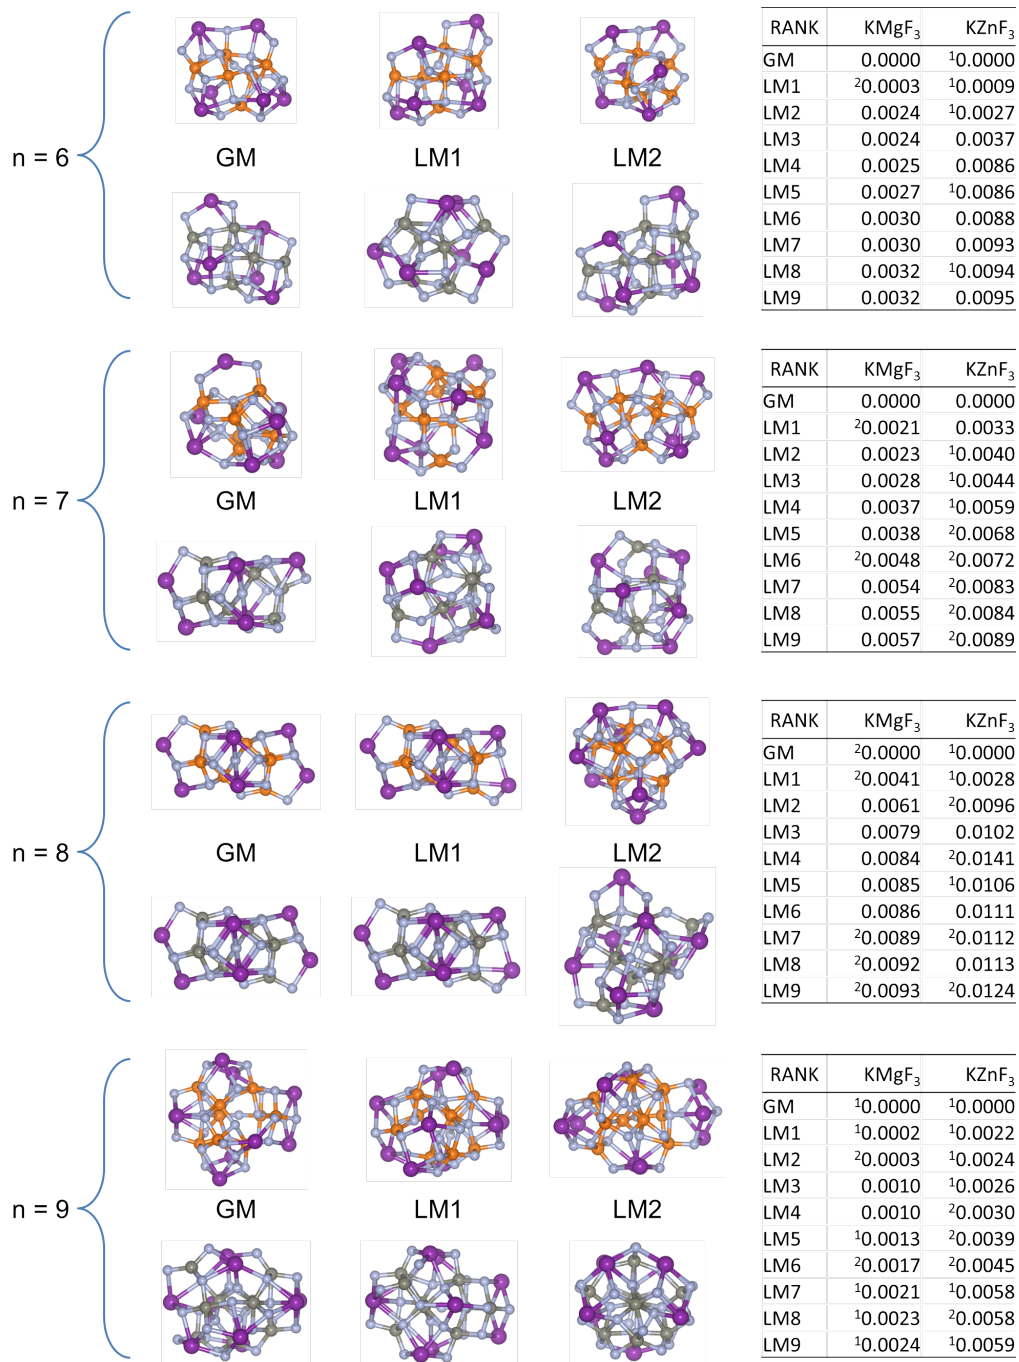 RANK KMgF₃ KZnF₃
GM 0.0000 ¹0.0000
LM1 ²0.0003 ¹0.0009
LM2 0.0024 ¹0.0027
LM3 0.0024 0.0037
LM4 0.0025 0.0086
LM5 0.0027 ¹0.0086
LM6 0.0030 0.0088
LM7 0.0030 0.0093
LM8 0.0032 ¹0.0094
LM9 0.0032 0.0095
n = 6
GM LM1 LM2
RANK KMgF₃ KZnF₃
GM 0.0000 0.0000
LM1 ²0.0021 0.0033
LM2 0.0023 ¹0.0040
LM3 0.0028 ¹0.0044
LM4 0.0037 ¹0.0059
LM5 0.0038 ²0.0068
LM6 ²0.0048 ²0.0072
LM7 0.0054 ²0.0083
LM8 0.0055 ²0.0084
LM9 0.0057 ²0.0089
n = 7
GM LM1 LM2
RANK KMgF₃ KZnF₃
GM ²0.0000 ¹0.0000
LM1 ²0.0041 ¹0.0028
LM2 0.0061 ²0.0096
LM3 0.0079 0.0102
LM4 0.0084 ²0.0141
LM5 0.0085 ¹0.0106
LM6 0.0086 0.0111
LM7 ²0.0089 ²0.0112
LM8 ²0.0092 0.0113
LM9 ²0.0093 ²0.0124
n = 8
GM LM1 LM2
RANK KMgF₃ KZnF₃
GM ¹0.0000 ¹0.0000
LM1 ¹0.0002 ¹0.0022
LM2 ²0.0003 ¹0.0024
LM3 0.0010 ¹0.0026
LM4 0.0010 ²0.0030
LM5 ¹0.0013 ²0.0039
LM6 ²0.0017 ²0.0045
LM7 ¹0.0021 ¹0.0058
LM8 ¹0.0023 ²0.0058
LM9 ¹0.0024 ¹0.0059
n = 9
GM LM1 LM2